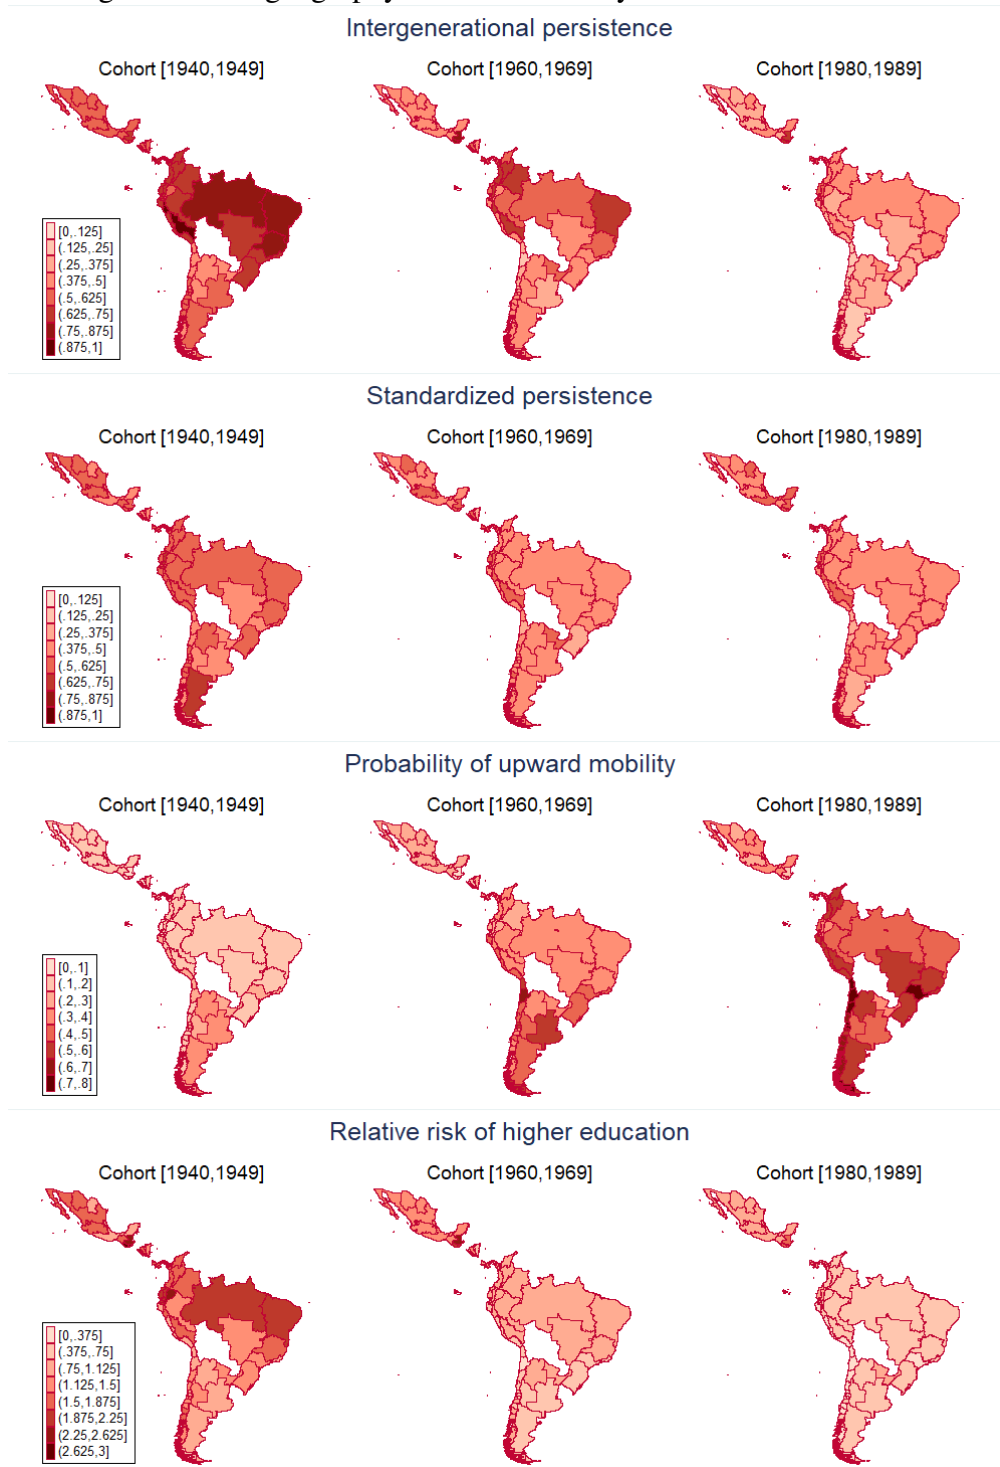 Intergenerational persistence
Cohort [1940,1949]
Cohort [1960,1969]
Cohort [1980,1989]
[0,.125]
(.125,.25]
(.25,.375]
(.375,.5]
(.5,.625]
(.625,.75]
(.75,.875]
(.875,1]
Standardized persistence
Cohort [1940,1949]
Cohort [1960,1969]
Cohort [1980,1989]
[0,.125]
(.125,.25]
(.25,.375]
(.375,.5]
(.5,.625]
(.625,.75]
(.75,.875]
(.875,1]
Probability of upward mobility
Cohort [1940,1949]
Cohort [1960,1969]
Cohort [1980,1989]
[0,.1]
(.1,.2]
(.2,.3]
(.3,.4]
(.4,.5]
(.5,.6]
(.6,.7]
(.7,.8]
Relative risk of higher education
Cohort [1940,1949]
Cohort [1960,1969]
Cohort [1980,1989]
[0,.375]
(.375,.75]
(.75,1.125]
(1.125,1.5]
(1.5,1.875]
(1.875,2.25]
(2.25,2.625]
(2.625,3]